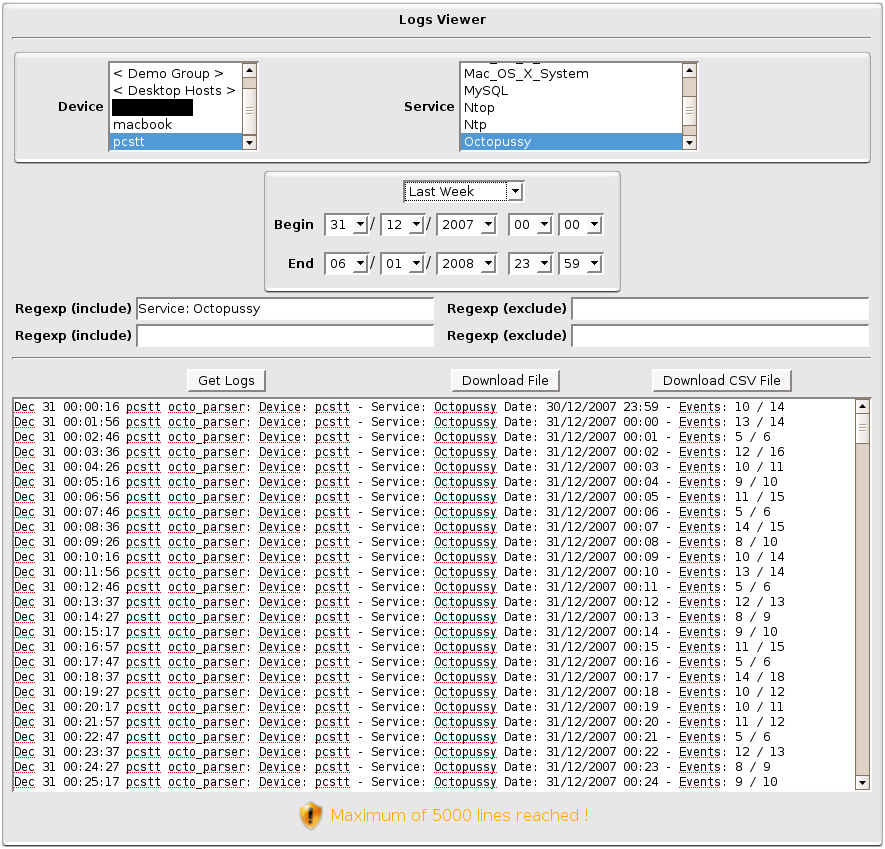 Logs Viewer
Device
< Demo Group >
< Desktop Hosts >
macbook
pcstt
Service
Mac_OS_X_System
MySQL
Ntop
Ntp
Octopussy
Last Week
Begin 31 / 12 / 2007 00 00
End 06 / 01 / 2008 23 59
Regexp (include) Service: Octopussy Regexp (exclude)
Regexp (include) Regexp (exclude)
Get Logs Download File Download CSV File
Dec 31 00:00:16 pcstt octo_parser: Device: pcstt - Service: Octopussy Date: 30/12/2007 23:59 - Events: 10 / 14
Dec 31 00:01:56 pcstt octo_parser: Device: pcstt - Service: Octopussy Date: 31/12/2007 00:00 - Events: 13 / 14
Dec 31 00:02:46 pcstt octo_parser: Device: pcstt - Service: Octopussy Date: 31/12/2007 00:01 - Events: 5 / 6
Dec 31 00:03:36 pcstt octo_parser: Device: pcstt - Service: Octopussy Date: 31/12/2007 00:02 - Events: 12 / 16
Dec 31 00:04:26 pcstt octo_parser: Device: pcstt - Service: Octopussy Date: 31/12/2007 00:03 - Events: 10 / 11
Dec 31 00:05:16 pcstt octo_parser: Device: pcstt - Service: Octopussy Date: 31/12/2007 00:04 - Events: 9 / 10
Dec 31 00:06:56 pcstt octo_parser: Device: pcstt - Service: Octopussy Date: 31/12/2007 00:05 - Events: 11 / 15
Dec 31 00:07:46 pcstt octo_parser: Device: pcstt - Service: Octopussy Date: 31/12/2007 00:06 - Events: 5 / 6
Dec 31 00:08:36 pcstt octo_parser: Device: pcstt - Service: Octopussy Date: 31/12/2007 00:07 - Events: 14 / 15
Dec 31 00:09:26 pcstt octo_parser: Device: pcstt - Service: Octopussy Date: 31/12/2007 00:08 - Events: 8 / 10
Dec 31 00:10:16 pcstt octo_parser: Device: pcstt - Service: Octopussy Date: 31/12/2007 00:09 - Events: 10 / 14
Dec 31 00:11:56 pcstt octo_parser: Device: pcstt - Service: Octopussy Date: 31/12/2007 00:10 - Events: 13 / 14
Dec 31 00:12:46 pcstt octo_parser: Device: pcstt - Service: Octopussy Date: 31/12/2007 00:11 - Events: 5 / 6
Dec 31 00:13:37 pcstt octo_parser: Device: pcstt - Service: Octopussy Date: 31/12/2007 00:12 - Events: 12 / 13
Dec 31 00:14:27 pcstt octo_parser: Device: pcstt - Service: Octopussy Date: 31/12/2007 00:13 - Events: 8 / 9
Dec 31 00:15:17 pcstt octo_parser: Device: pcstt - Service: Octopussy Date: 31/12/2007 00:14 - Events: 9 / 10
Dec 31 00:16:57 pcstt octo_parser: Device: pcstt - Service: Octopussy Date: 31/12/2007 00:15 - Events: 11 / 15
Dec 31 00:17:47 pcstt octo_parser: Device: pcstt - Service: Octopussy Date: 31/12/2007 00:16 - Events: 5 / 6
Dec 31 00:18:37 pcstt octo_parser: Device: pcstt - Service: Octopussy Date: 31/12/2007 00:17 - Events: 14 / 18
Dec 31 00:19:27 pcstt octo_parser: Device: pcstt - Service: Octopussy Date: 31/12/2007 00:18 - Events: 10 / 12
Dec 31 00:20:17 pcstt octo_parser: Device: pcstt - Service: Octopussy Date: 31/12/2007 00:19 - Events: 10 / 11
Dec 31 00:21:57 pcstt octo_parser: Device: pcstt - Service: Octopussy Date: 31/12/2007 00:20 - Events: 11 / 12
Dec 31 00:22:47 pcstt octo_parser: Device: pcstt - Service: Octopussy Date: 31/12/2007 00:21 - Events: 5 / 6
Dec 31 00:23:37 pcstt octo_parser: Device: pcstt - Service: Octopussy Date: 31/12/2007 00:22 - Events: 12 / 13
Dec 31 00:24:27 pcstt octo_parser: Device: pcstt - Service: Octopussy Date: 31/12/2007 00:23 - Events: 8 / 9
Dec 31 00:25:17 pcstt octo_parser: Device: pcstt - Service: Octopussy Date: 31/12/2007 00:24 - Events: 9 / 10
Maximum of 5000 lines reached !